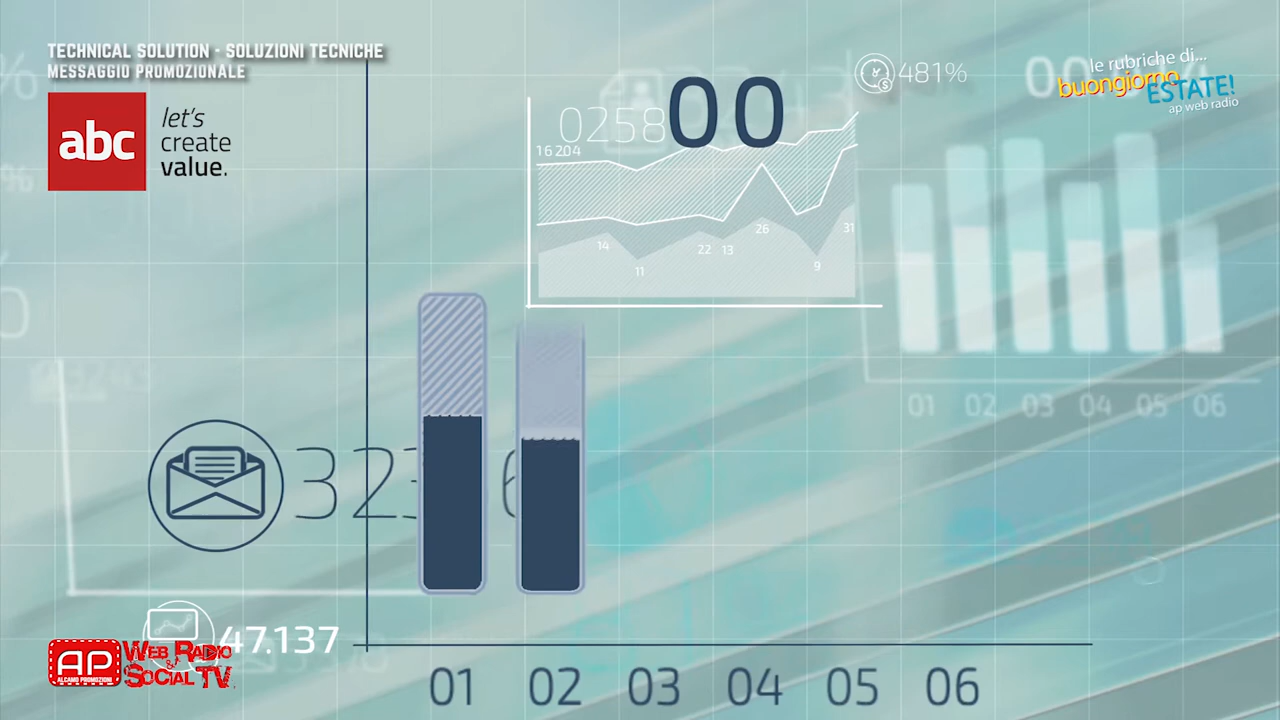 TECHNICAL SOLUTION - SOLUZIONI TECNICHE
MESSAGGIO PROMOZIONALE
abc
let's
create
value.
le rubriche di...
buongiorno
ESTATE!
ap web radio
481%
0258
00
16204
14
11
22
13
26
9
31
01 02 03 04 05 06
47.137
AP
ALCAMO PROMOZIONI
WEB RADIO
&
SOCIAL TV
01 02 03 04 05 06